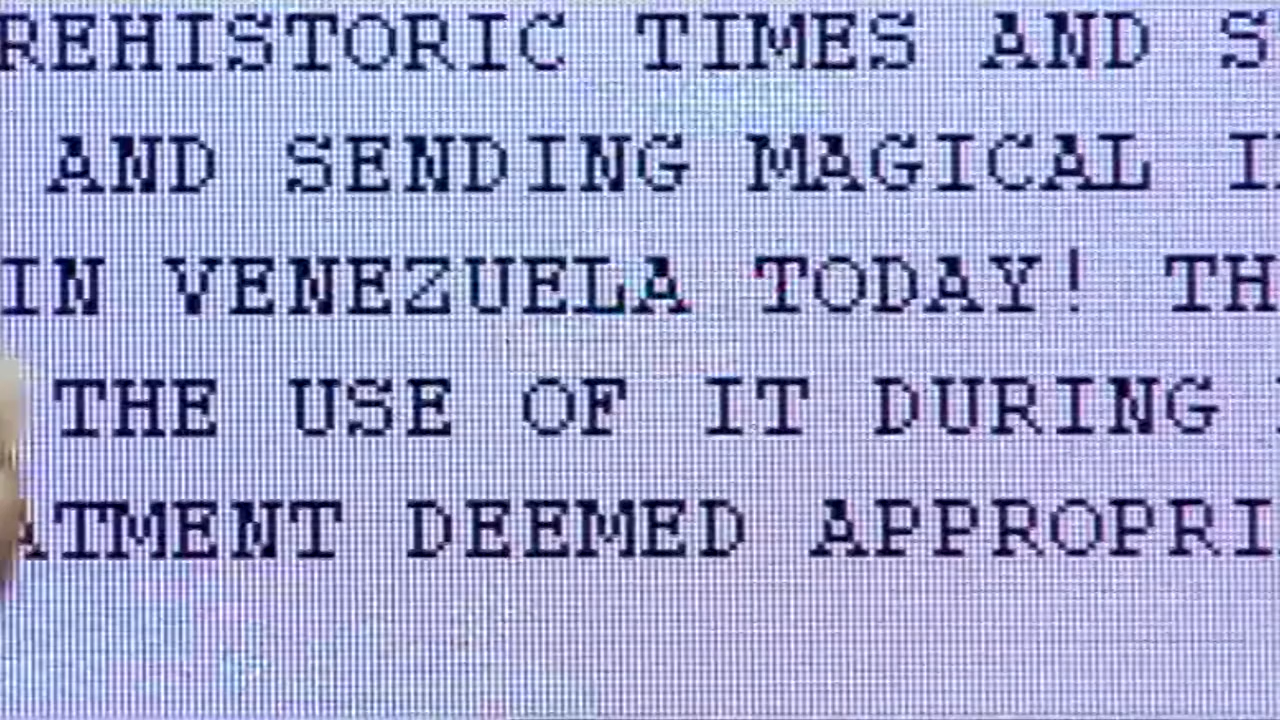 REHISTORIC TIMES AND S
AND SENDING MAGICAL I
IN VENEZUELA TODAY! TH
THE USE OF IT DURING
ATMENT DEEMED APPROPRI